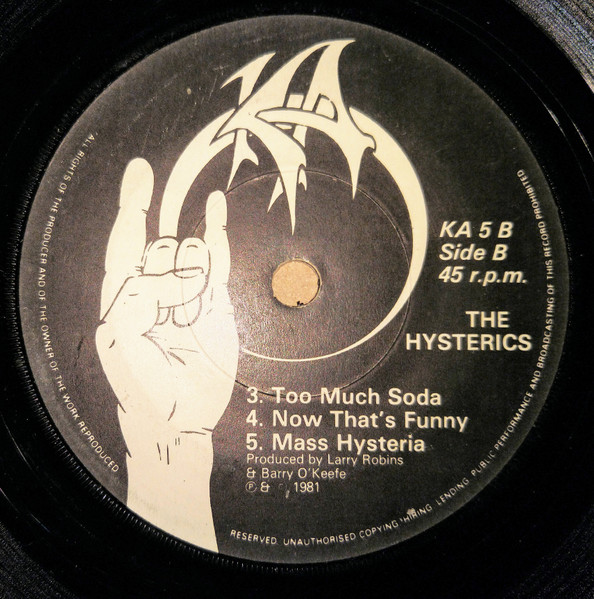 KA
KA 5 B
Side B
45 r.p.m.
THE
HYSTERICS
3. Too Much Soda
4. Now That's Funny
5. Mass Hysteria
Produced by Larry Robins
& Barry O'Keefe
℗ & 1981
ALL RIGHTS OF THE PRODUCER AND OF THE OWNER OF THE WORK REPRODUCED
RESERVED. UNAUTHORISED COPYING HIRING LENDING PUBLIC PERFORMANCE AND BROADCASTING OF THIS RECORD PROHIBITED